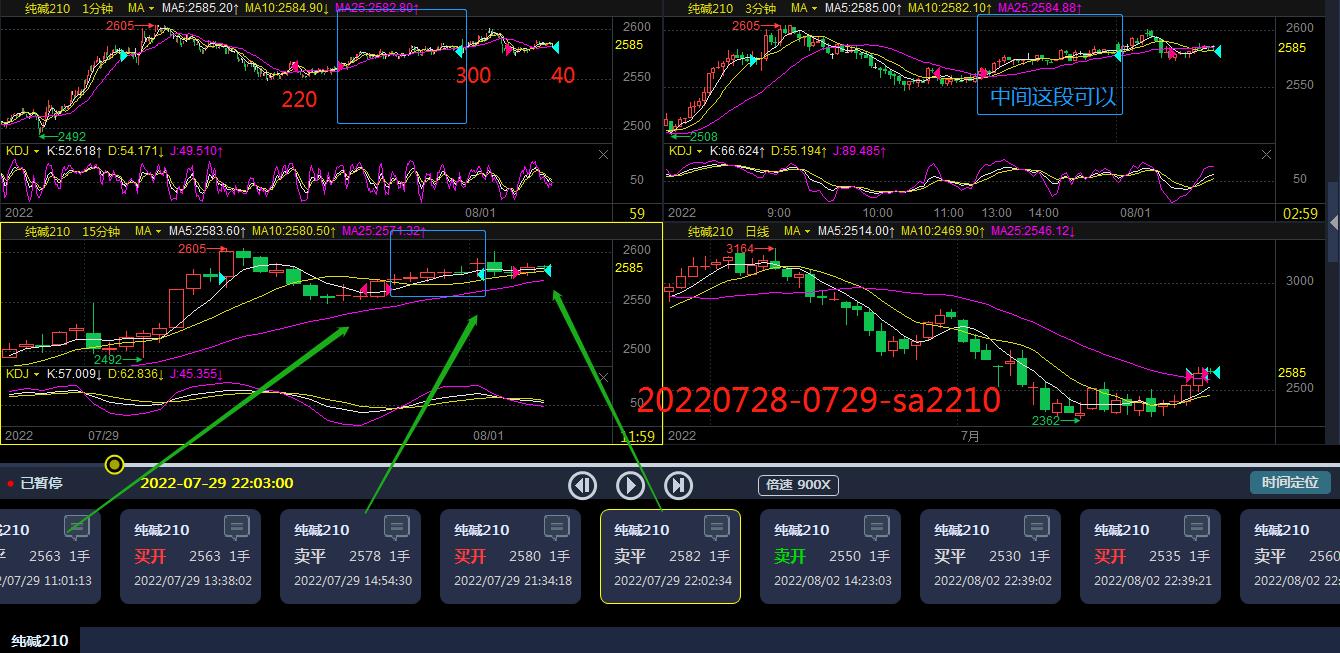 纯碱210 1分钟 MA MA5:2585.20↑ MA10:2584.90↓ MA25:2582.80↑
2605
2600
2585
2550
2500
2492
300
40
220
KDJ K:52.618↑ D:54.171↓ J:49.510↑
50
2022 08/01 59
纯碱210 3分钟 MA MA5:2585.00↑ MA10:2582.10↑ MA25:2584.88↑
2605
2600
2585
2550
中间这段可以
2508
KDJ K:66.624↑ D:55.194↑ J:89.485↑
50
2022 9:00 10:00 11:00 13:00 14:00 08/01 02:59
纯碱210 15分钟 MA MA5:2583.60↑ MA10:2580.50↑ MA25:2571.32↑
2605
2600
2585
2550
2500
2492
KDJ K:57.009↓ D:62.836↓ J:45.355↓
50
2022 07/29 08/01 11:59
纯碱210 日线 MA MA5:2514.00↑ MA10:2469.90↑ MA25:2546.12↓
3164
3000
2585
2500
2362
20220728-0729-sa2210
2022 7月
已暂停 2022-07-29 22:03:00 倍速 900X 时间定位
碱210
2563 1手
/07/29 11:01:13
纯碱210
买开 2563 1手
2022/07/29 13:38:02
纯碱210
卖平 2578 1手
2022/07/29 14:54:30
纯碱210
买开 2580 1手
2022/07/29 21:34:18
纯碱210
卖平 2582 1手
2022/07/29 22:02:34
纯碱210
卖开 2550 1手
2022/08/02 14:23:03
纯碱210
买平 2530 1手
2022/08/02 22:39:02
纯碱210
买开 2535 1手
2022/08/02 22:39:21
纯碱210
卖平 2560
2022/08/02 22:
纯碱210